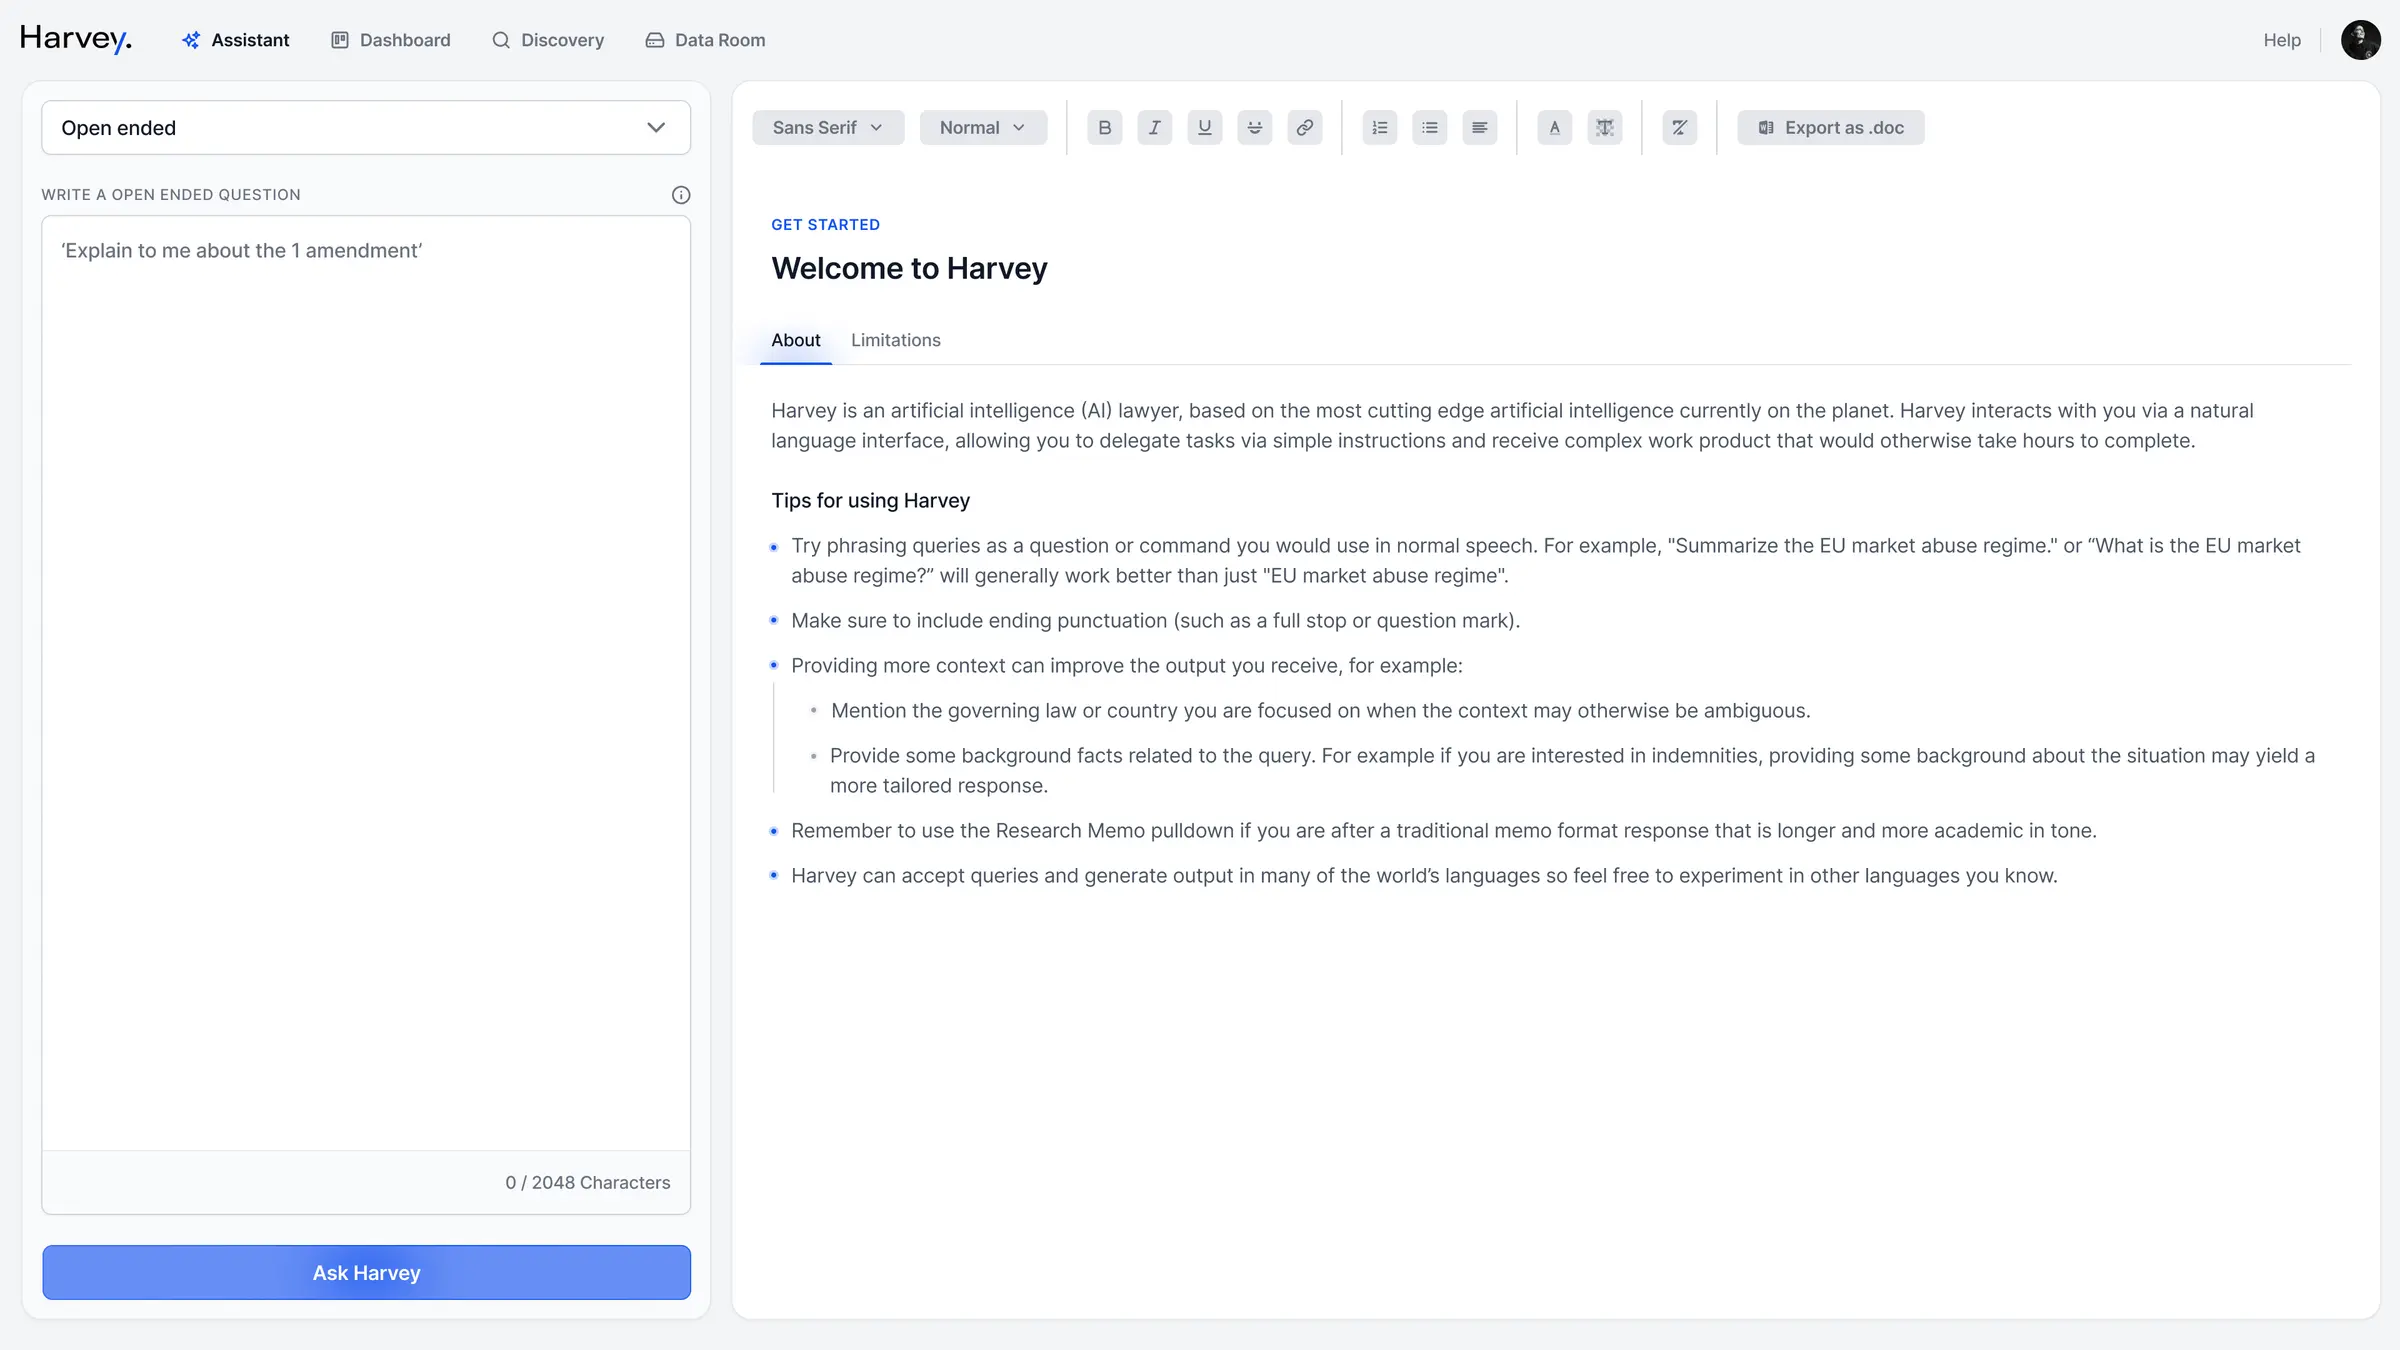 Harvey.
Assistant
Dashboard
Discovery
Data Room
Help
Open ended
WRITE A OPEN ENDED QUESTION
‘Explain to me about the 1 amendment’
0 / 2048 Characters
Ask Harvey
Sans Serif
Normal
B
I
U
A
T
Export as .doc
GET STARTED
Welcome to Harvey
About
Limitations
Harvey is an artificial intelligence (AI) lawyer, based on the most cutting edge artificial intelligence currently on the planet. Harvey interacts with you via a natural
language interface, allowing you to delegate tasks via simple instructions and receive complex work product that would otherwise take hours to complete.
Tips for using Harvey
Try phrasing queries as a question or command you would use in normal speech. For example, "Summarize the EU market abuse regime." or “What is the EU market
abuse regime?” will generally work better than just "EU market abuse regime".
Make sure to include ending punctuation (such as a full stop or question mark).
Providing more context can improve the output you receive, for example:
Mention the governing law or country you are focused on when the context may otherwise be ambiguous.
Provide some background facts related to the query. For example if you are interested in indemnities, providing some background about the situation may yield a
more tailored response.
Remember to use the Research Memo pulldown if you are after a traditional memo format response that is longer and more academic in tone.
Harvey can accept queries and generate output in many of the world’s languages so feel free to experiment in other languages you know.